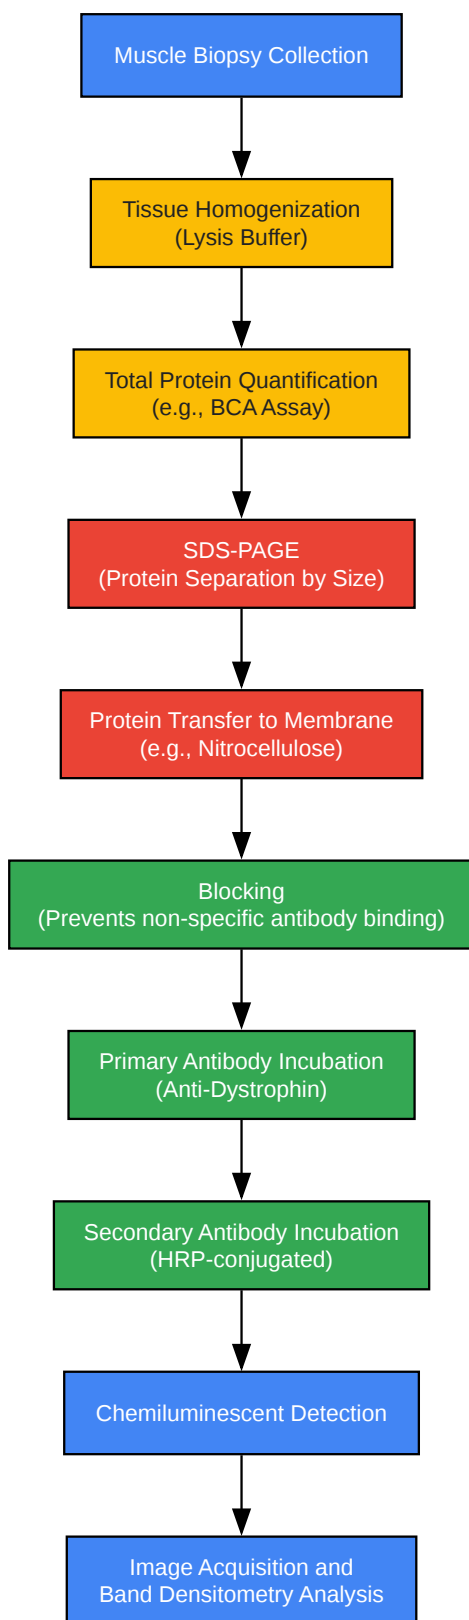 Muscle Biopsy Collection
Tissue Homogenization
(Lysis Buffer)
Total Protein Quantification
(e.g., BCA Assay)
SDS-PAGE
(Protein Separation by Size)
Protein Transfer to Membrane
(e.g., Nitrocellulose)
Blocking
(Prevents non-specific antibody binding)
Primary Antibody Incubation
(Anti-Dystrophin)
Secondary Antibody Incubation
(HRP-conjugated)
Chemiluminescent Detection
Image Acquisition and
Band Densitometry Analysis